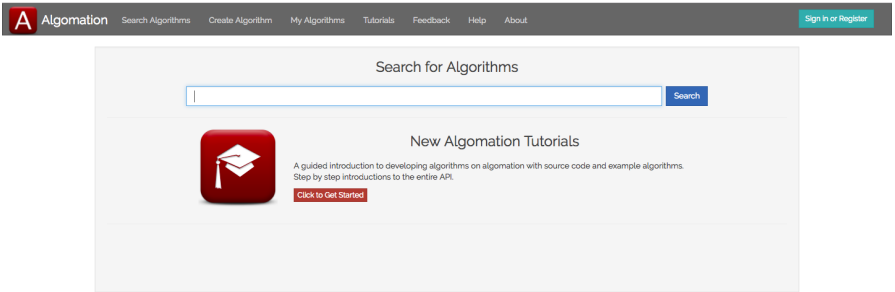 A Algomation Search Algorithms Create Algorithm My Algorithms Tutorials Feedback Help About Sign in or Register
Search for Algorithms
Search
New Algomation Tutorials
A guided introduction to developing algorithms on algomation with source code and example algorithms.
Step by step introductions to the entire API.
Click to Get Started